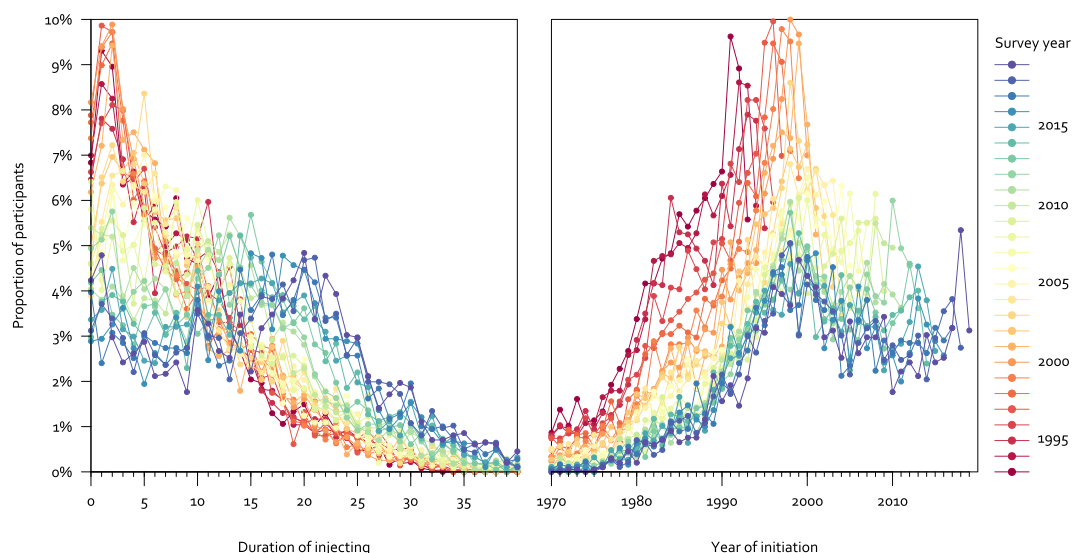 10%
9%
8%
7%
6%
5%
4%
3%
2%
1%
0%
Proportion of participants
0 5 10 15 20 25 30 35
Duration of injecting
1970 1980 1990 2000 2010
Year of initiation
Survey year
2015
2010
2005
2000
1995